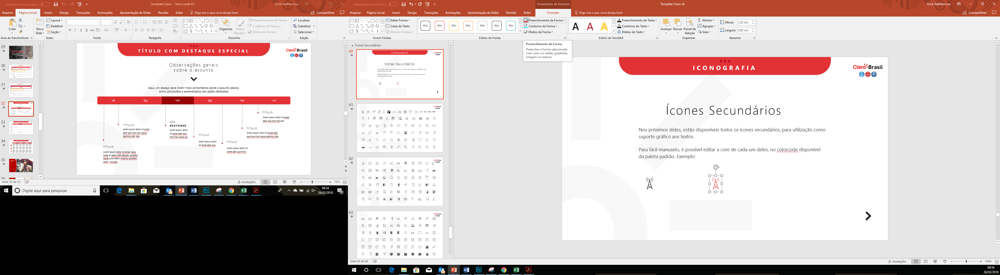 Salvamento Automático
_Template Claro - Salvo neste PC
Erick Vaitkievicius
Arquivo Página Inicial Inserir Design Transições Animações Apresentação de Slides Revisão Exibir Diga-me o que você deseja fazer Compartilhar
Colar
Novo
Slide
Layout
Redefinir
Seção
Organizar
Estilos
Rápidos
Preenchimento da Forma
Contorno da Forma
Efeitos de Forma
Localizar
Substituir
Selecionar
Área de Transferência Slides Fonte Parágrafo Desenho Edição
29
30
31
32
33
34
35
36
TÍTULO COM DESTAQUE ESPECIAL
Claro-Brasil
Observações gerais
sobre o assunto
Aqui, um espaço para inserir mais comentários sobre o assunto abaixo,
como conclusões e aprendizados das ações realizadas.
Jan Fev Mar Abr Mai Jun
TÍTULO
lorem ipsum dolor sit amet
aleh pue hom hai pen
TÍTULO
lorem ipsum dolor sit amet
aleh pue hom hai nyang
penting olah dan.
MÊS
DESTAQUE
lorem ipsum dolor
sit amet aleh pue
hom hai nyang pe
TÍTULO
lorem ipsum dolor sit amet aleh
pue hom hai nyang penting olah
TÍTULO
lorem ipsum dolor
sit amet aleh pue
TÍTULO
lorem ipsum dolor sit
amet aleh pue hom
TÍTULO
Lorem ipsum dolor sit amet, lacus
nulla ac netus nibh aliquet, porttitor
ligula justo libero vivamus porttitor
dolor, conubia.
Slide 32 de 53
Anotações
72%
Digite aqui para pesquisar
09:34
26/02/2018
10
Salvamento Automático
Ferramentas de Desenho
Template Claro v6
Erick Vaitkievicius
Arquivo Página Inicial Inserir Design Transições Animações Apresentação de Slides Revisão Exibir Formatar Diga-me o que você deseja fazer Compartilhar
Editar Forma
Caixa de Texto
Mesclar Formas
Abc Abc Abc Abc Abc Abc Abc
Preenchimento da Forma
Contorno da Forma
Efeitos de Forma
A A A
Preenchimento de Texto
Contorno do Texto
Efeitos de Texto
Avançar
Recuar
Painel de
Seleção
Alinhar
Agrupar
Girar
Altura: 1,22 cm
Largura: 0,83 cm
Inserir Formas Estilos de Forma Estilos de WordArt Organizar Tamanho
Preenchimento de Forma
Preencher a forma selecionada
com uma cor sólida, gradiente,
imagem ou textura.
Ícones Secundários
60
ICONOGRAFIA
Ícones Secundários
61
62
63
ICONOGRAFIA
Claro-Brasil
Ícones Secundários
Nos próximos slides, estão disponíveis todos os ícones secundários, para utilização como
suporte gráfico aos textos.
Para fácil manuseio, é possível editar a core de cada um deles, no colorcode disponível
da paleta padrão. Exemplo:
Slide 60 de 68
Anotações
100%
09:34
26/02/2018